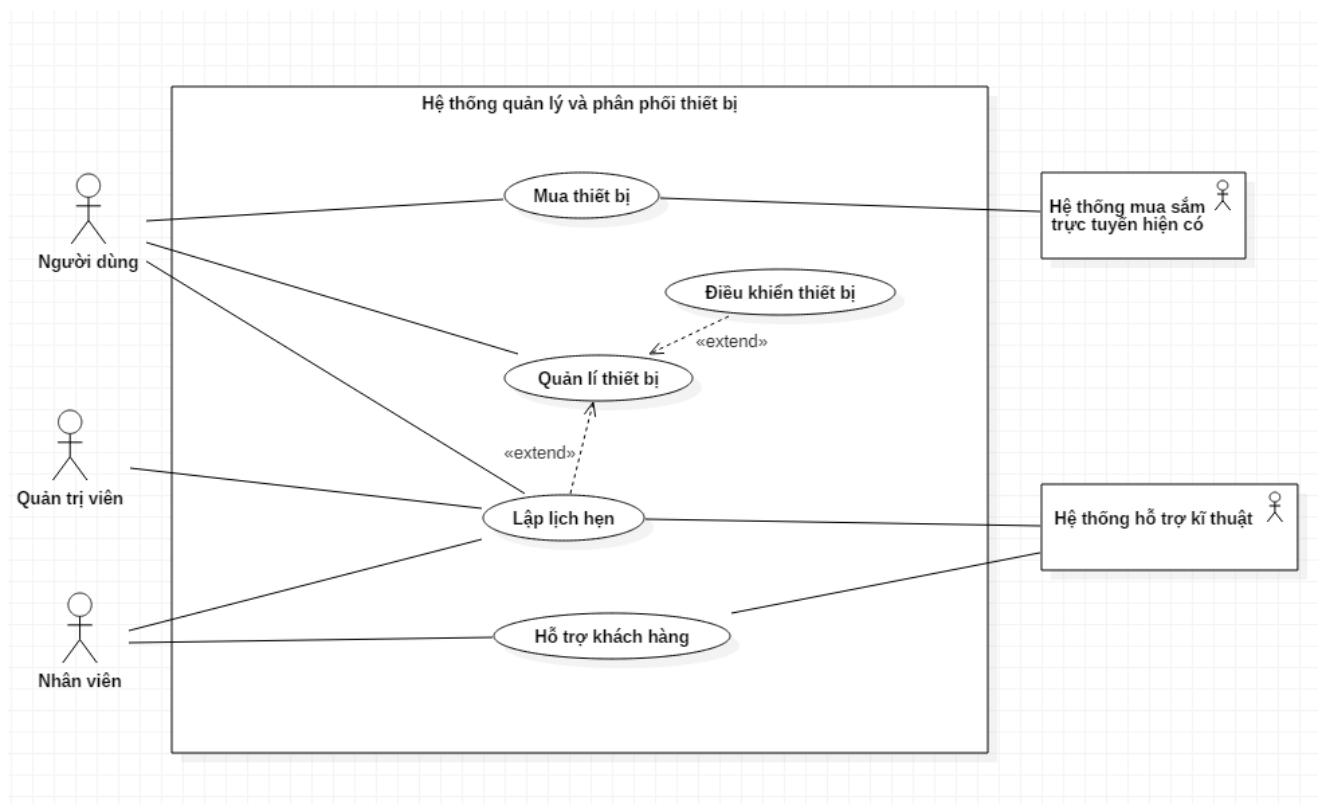 Hệ thống quản lý và phân phối thiết bị
Mua thiết bị
Hệ thống mua sắm
trực tuyến hiện có
Người dùng
Điều khiển thiết bị
«extend»
Quản lí thiết bị
«extend»
Quản trị viên
Lập lịch hẹn
Hệ thống hỗ trợ kĩ thuật
Hỗ trợ khách hàng
Nhân viên